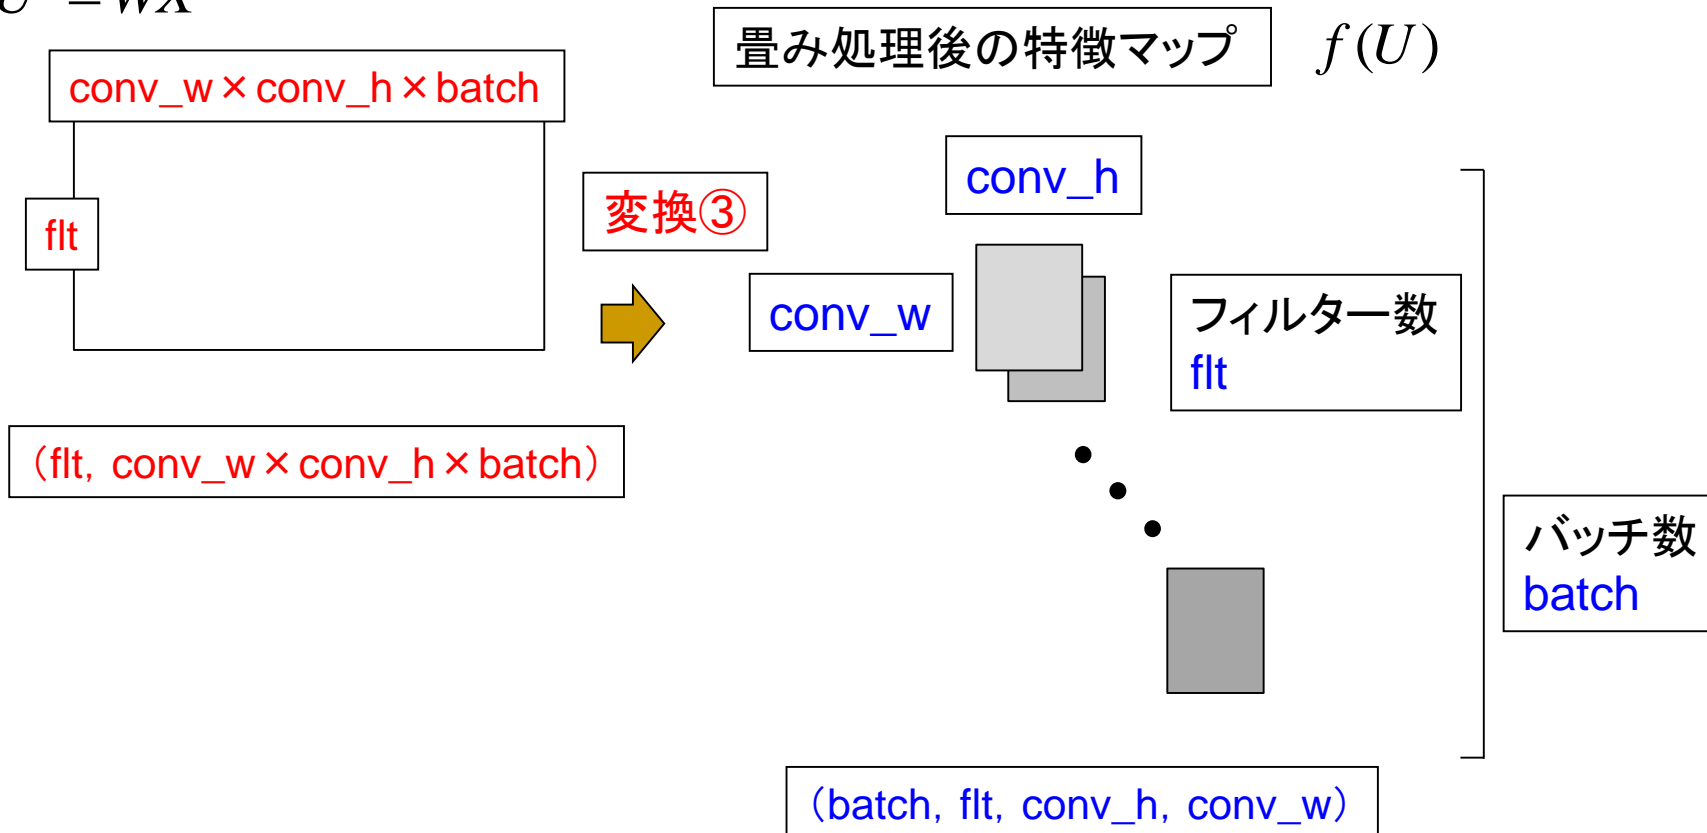 U = WX
畳み処理後の特徴マップ f(U)
conv_w×conv_h×batch
flt
変換③
conv_h
conv_w
フィルター数
flt
(flt, conv_w×conv_h×batch)
バッチ数
batch
(batch, flt, conv_h, conv_w)